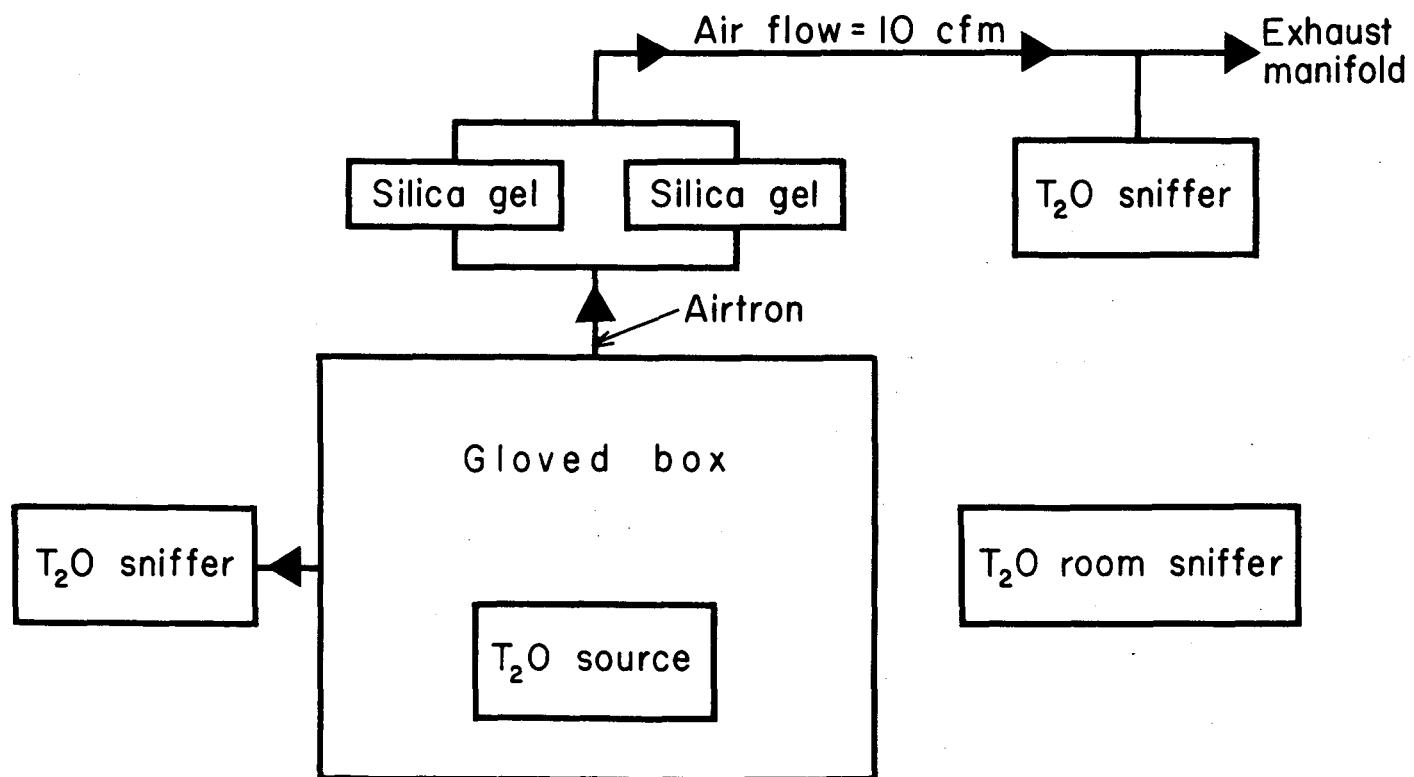 Air flow = 10 cfm
Exhaust
manifold
Silica gel
Silica gel
T₂O sniffer
Airtron
Gloved box
T₂O sniffer
T₂O room sniffer
T₂O source